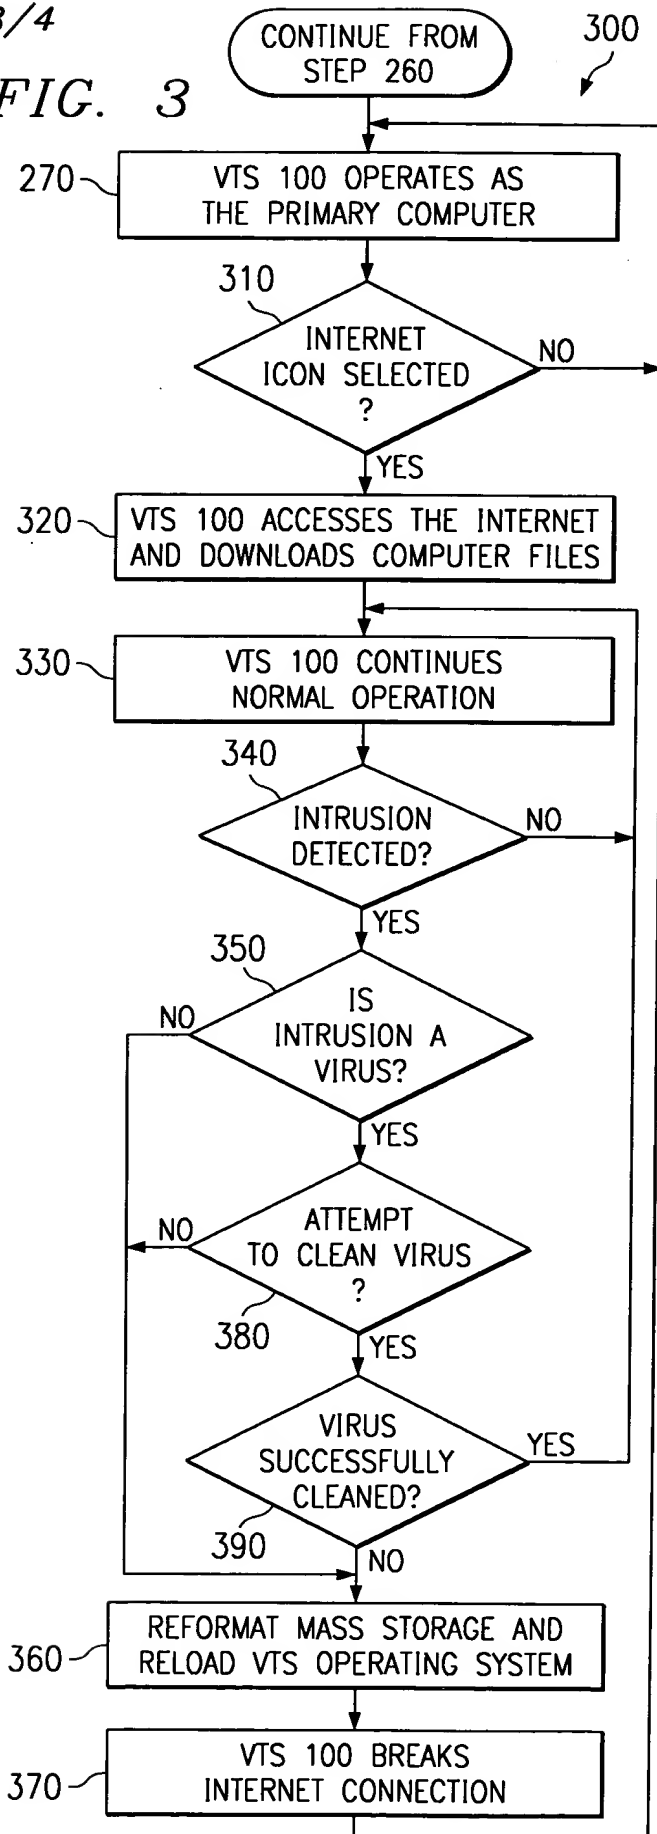 3/4
FIG. 3
300
CONTINUE FROM
STEP 260
270
VTS 100 OPERATES AS
THE PRIMARY COMPUTER
310
INTERNET
ICON SELECTED
?
NO
YES
320
VTS 100 ACCESSES THE INTERNET
AND DOWNLOADS COMPUTER FILES
330
VTS 100 CONTINUES
NORMAL OPERATION
340
INTRUSION
DETECTED?
NO
YES
350
IS
INTRUSION A
VIRUS?
NO
YES
ATTEMPT
TO CLEAN VIRUS
?
NO
380
YES
VIRUS
SUCCESSFULLY
CLEANED?
YES
390
NO
360
REFORMAT MASS STORAGE AND
RELOAD VTS OPERATING SYSTEM
370
VTS 100 BREAKS
INTERNET CONNECTION